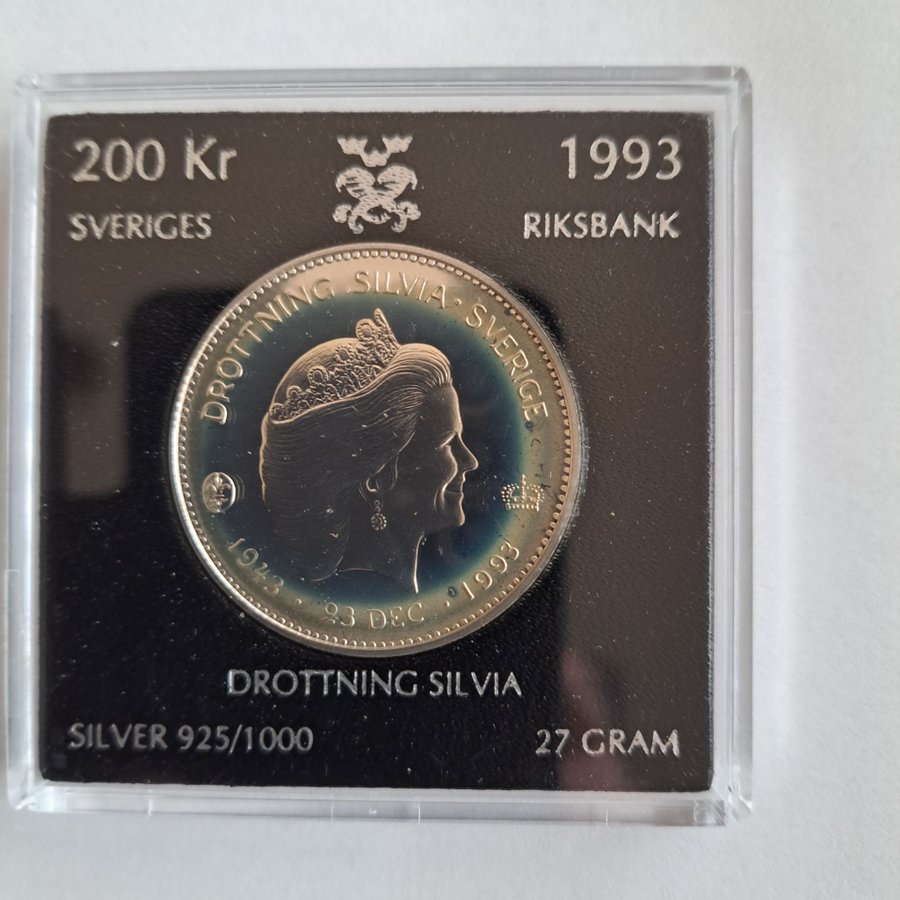 200 Kr
1993
SVERIGES
RIKSBANK
DROTTNING SILVIA · SVERIGE
1943 · 23 DEC · 1993
DROTTNING SILVIA
SILVER 925/1000
27 GRAM